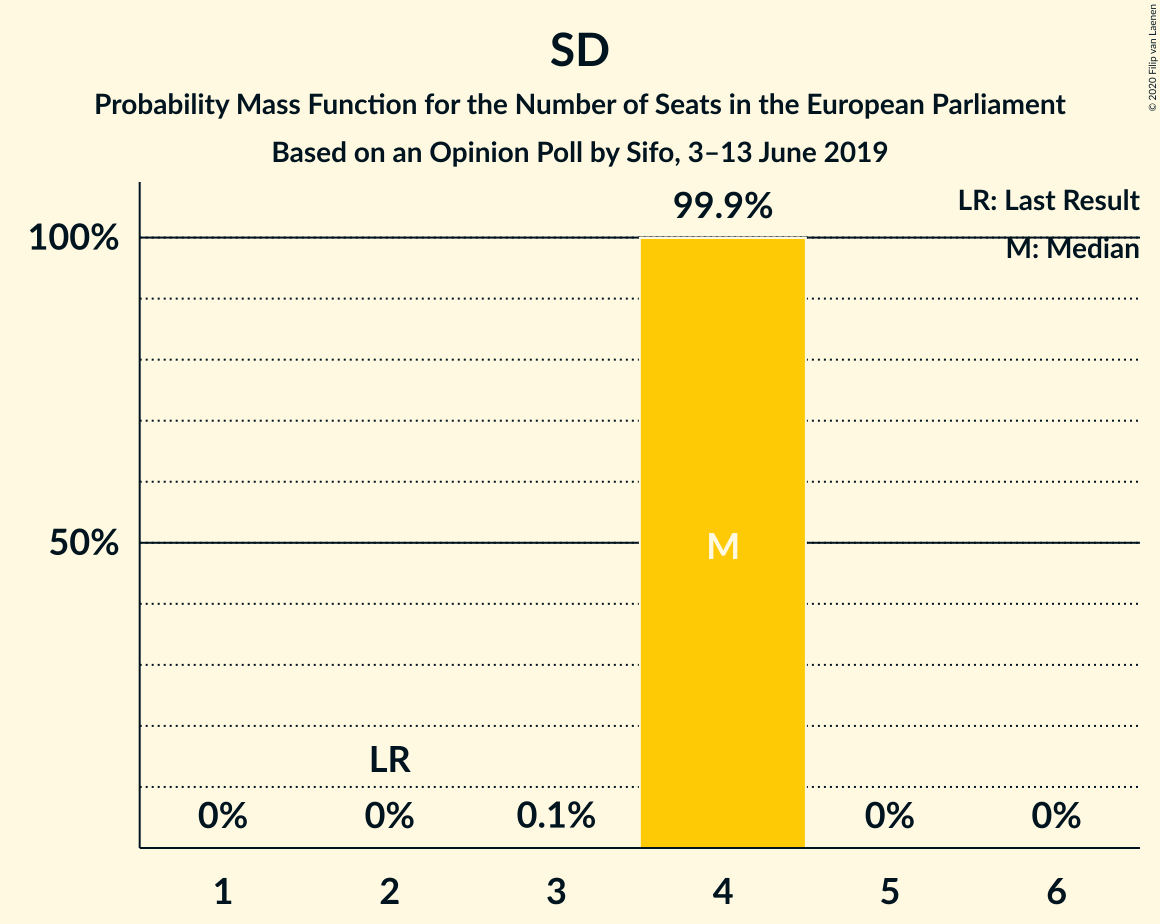 SD
Probability Mass Function for the Number of Seats in the European Parliament
Based on an Opinion Poll by Sifo, 3–13 June 2019
© 2020 Filip van Laenen
LR: Last Result
M: Median
99.9%
100%
50%
M
LR
0%
0%
0.1%
0%
0%
1
2
3
4
5
6